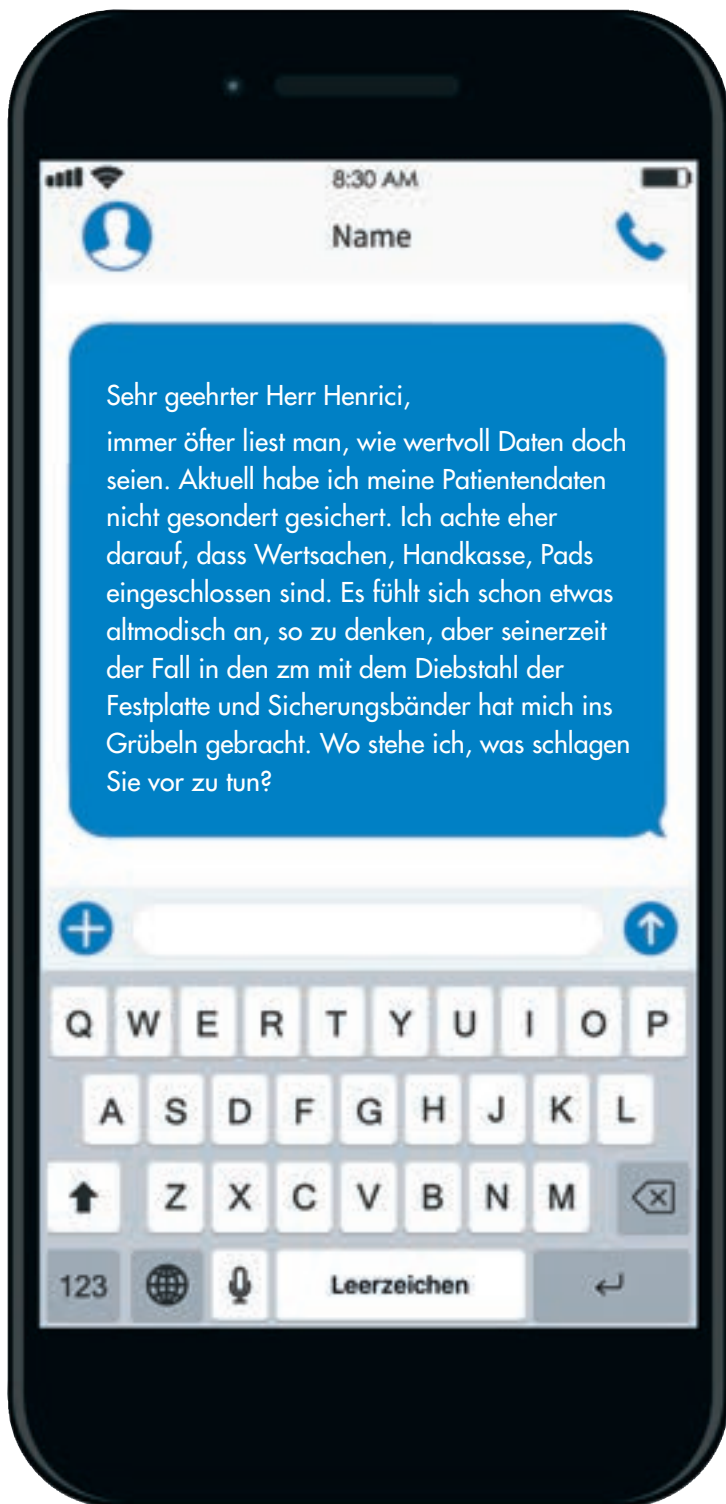 8:30 AM
Name
Sehr geehrter Herr Henrici,
immer öfter liest man, wie wertvoll Daten doch
seien. Aktuell habe ich meine Patientendaten
nicht gesondert gesichert. Ich achte eher
darauf, dass Wertsachen, Handkasse, Pads
eingeschlossen sind. Es fühlt sich schon etwas
altmodisch an, so zu denken, aber seinerzeit
der Fall in den zm mit dem Diebstahl der
Festplatte und Sicherungsbänder hat mich ins
Grübeln gebracht. Wo stehe ich, was schlagen
Sie vor zu tun?
Q W E R T Y U I O P
A S D F G H J K L
Z X C V B N M
123 Leerzeichen